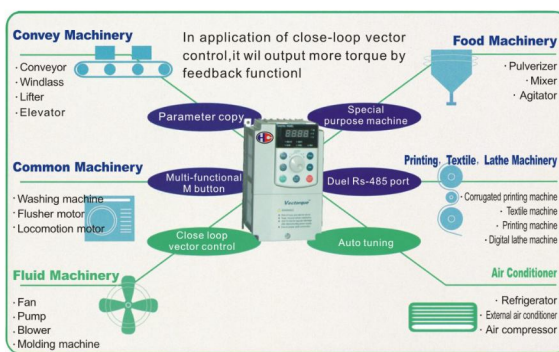 Convey Machinery
· Conveyor
· Windlass
· Lifter
· Elevator
In application of close-loop vector
control,it wil output more torque by
feedback functionl
Food Machinery
· Pulverizer
· Mixer
· Agitator
Parameter copy
Special
purpose machine
Common Machinery
· Washing machine
· Flusher motor
· Locomotion motor
Multi-functional
M button
Duel Rs-485 port
Printing, Textile, Lathe Machinery
· Corrugated printing machine
· Textile machine
· Printing machine
· Digital lathe machine
Close loop
vector control
Auto tuning
Fluid Machinery
· Fan
· Pump
· Blower
· Molding machine
Air Conditioner
· Refrigerator
· External air conditioner
· Air compressor